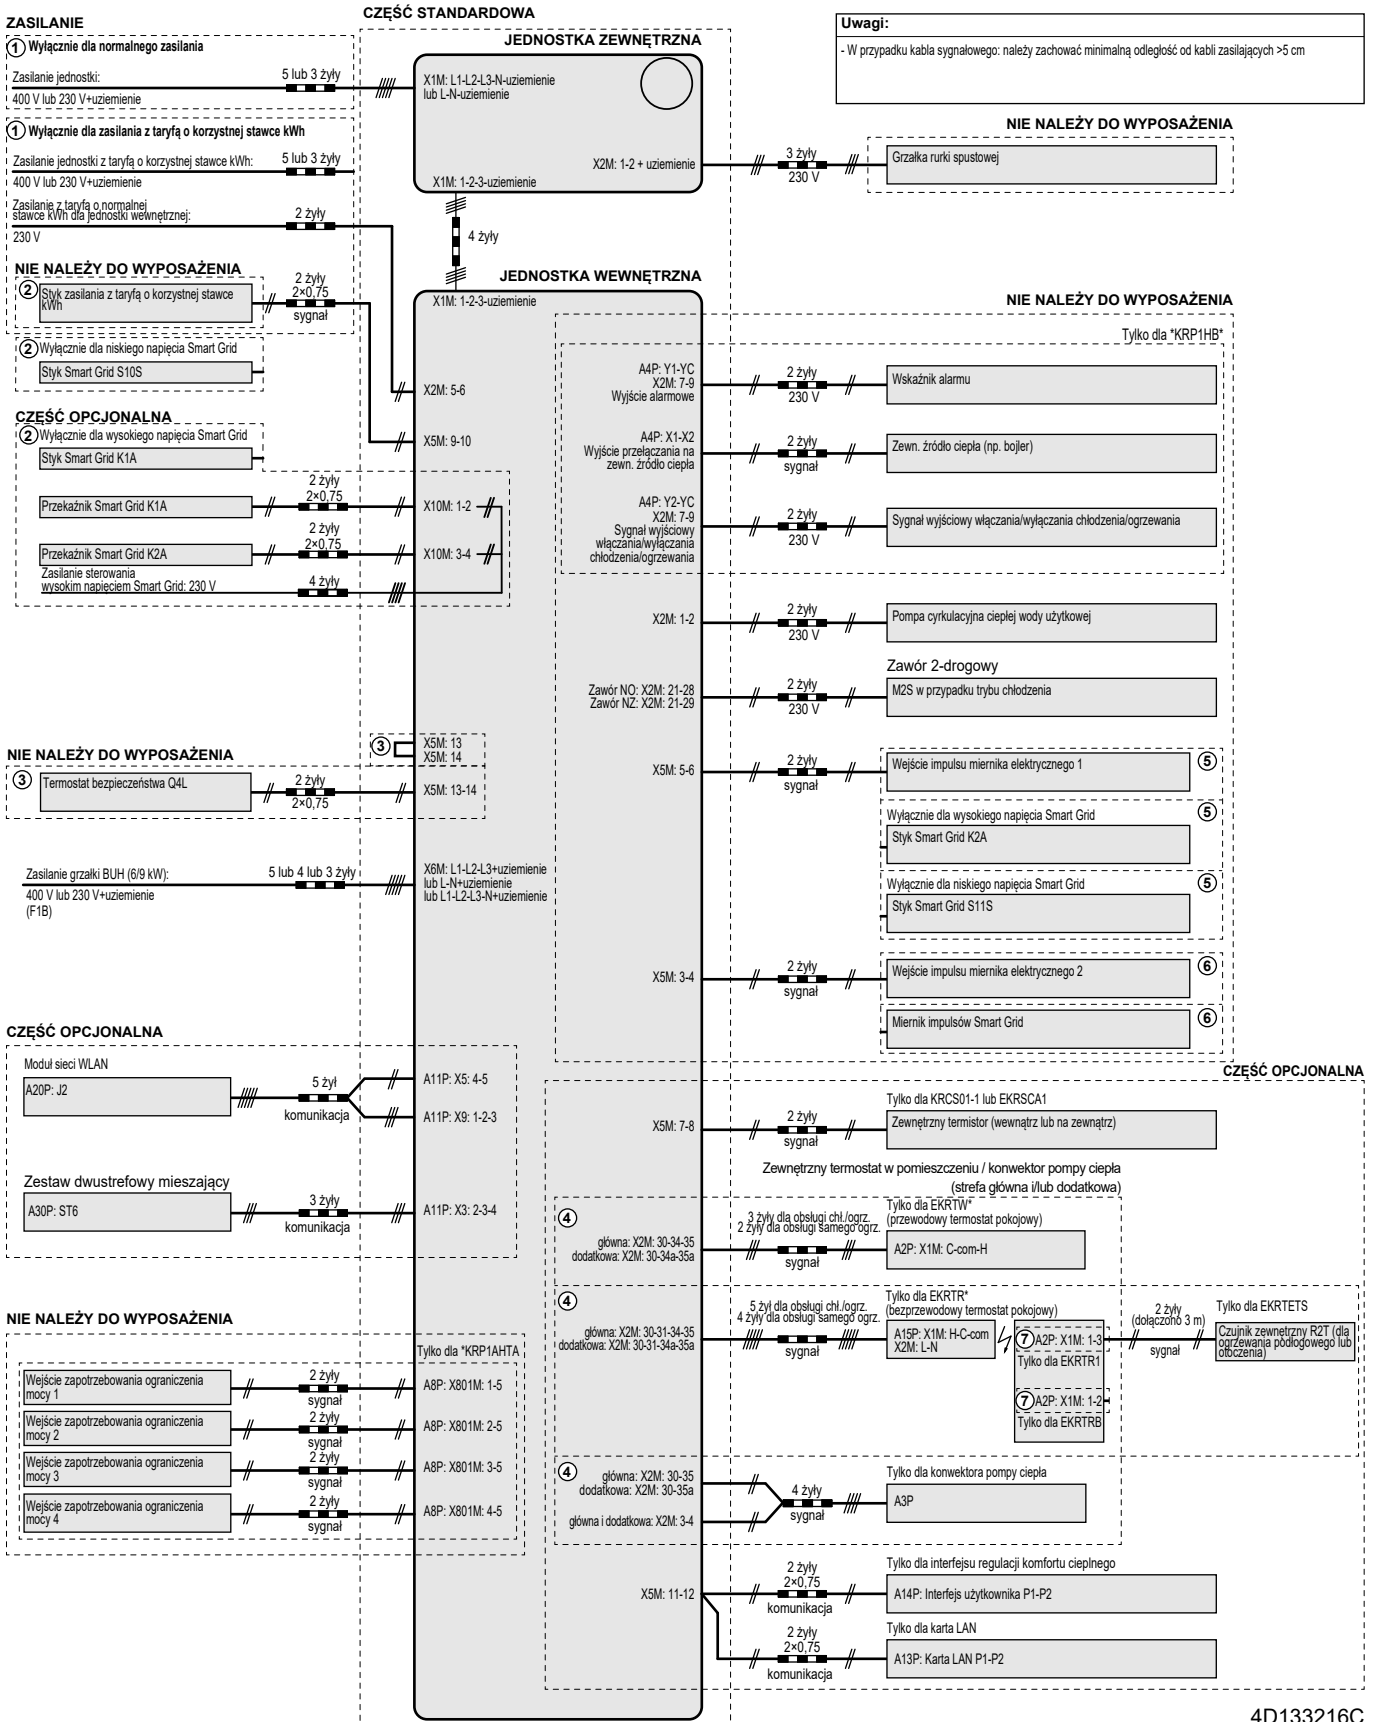 ZASILANIE
① Wyłącznie dla normalnego zasilania
Zasilanie jednostki:
5 lub 3 żyły
400 V lub 230 V+uziemienie
① Wyłącznie dla zasilania z taryfą o korzystnej stawce kWh
Zasilanie jednostki z taryfą o korzystnej stawce kWh:
5 lub 3 żyły
400 V lub 230 V+uziemienie
Zasilanie z taryfą o normalnej
stawce kWh dla jednostki wewnętrznej:
2 żyły
230 V
NIE NALEŻY DO WYPOSAŻENIA
② Styk zasilania z taryfą o korzystnej stawce
kWh
2 żyły
2×0,75
sygnał
② Wyłącznie dla niskiego napięcia Smart Grid
Styk Smart Grid S10S
CZĘŚĆ OPCJONALNA
② Wyłącznie dla wysokiego napięcia Smart Grid
Styk Smart Grid K1A
2 żyły
2×0,75
Przekaźnik Smart Grid K1A
2 żyły
2×0,75
Przekaźnik Smart Grid K2A
Zasilanie sterowania
wysokim napięciem Smart Grid: 230 V
4 żyły
NIE NALEŻY DO WYPOSAŻENIA
③ Termostat bezpieczeństwa Q4L
2 żyły
2×0,75
Zasilanie grzałki BUH (6/9 kW):
5 lub 4 lub 3 żyły
400 V lub 230 V+uziemienie
(F1B)
CZĘŚĆ OPCJONALNA
Moduł sieci WLAN
A20P: J2
5 żył
komunikacja
Zestaw dwustrefowy mieszający
A30P: ST6
3 żyły
komunikacja
NIE NALEŻY DO WYPOSAŻENIA
Tylko dla *KRP1AHTA
Wejście zapotrzebowania ograniczenia
mocy 1
2 żyły
sygnał
A8P: X801M: 1-5
Wejście zapotrzebowania ograniczenia
mocy 2
2 żyły
sygnał
A8P: X801M: 2-5
Wejście zapotrzebowania ograniczenia
mocy 3
2 żyły
sygnał
A8P: X801M: 3-5
Wejście zapotrzebowania ograniczenia
mocy 4
2 żyły
sygnał
A8P: X801M: 4-5
CZĘŚĆ STANDARDOWA
JEDNOSTKA ZEWNĘTRZNA
X1M: L1-L2-L3-N-uziemienie
lub L-N-uziemienie
X2M: 1-2 + uziemienie
X1M: 1-2-3-uziemienie
4 żyły
JEDNOSTKA WEWNĘTRZNA
X1M: 1-2-3-uziemienie
X2M: 5-6
X5M: 9-10
X10M: 1-2
X10M: 3-4
③ X5M: 13
X5M: 14
X5M: 13-14
X6M: L1-L2-L3+uziemienie
lub L-N+uziemienie
lub L1-L2-L3-N+uziemienie
A11P: X5: 4-5
A11P: X9: 1-2-3
A11P: X3: 2-3-4
Uwagi:
- W przypadku kabla sygnałowego: należy zachować minimalną odległość od kabli zasilających >5 cm
NIE NALEŻY DO WYPOSAŻENIA
3 żyły
230 V
Grzałka rurki spustowej
NIE NALEŻY DO WYPOSAŻENIA
Tylko dla *KRP1HB*
A4P: Y1-YC
X2M: 7-9
Wyjście alarmowe
2 żyły
230 V
Wskaźnik alarmu
A4P: X1-X2
Wyjście przełączania na
zewn. źródło ciepła
2 żyły
sygnał
Zewn. źródło ciepła (np. bojler)
A4P: Y2-YC
X2M: 7-9
Sygnał wyjściowy
włączania/wyłączania
chłodzenia/ogrzewania
2 żyły
230 V
Sygnał wyjściowy włączania/wyłączania chłodzenia/ogrzewania
X2M: 1-2
2 żyły
230 V
Pompa cyrkulacyjna ciepłej wody użytkowej
Zawór 2-drogowy
Zawór NO: X2M: 21-28
Zawór NZ: X2M: 21-29
2 żyły
230 V
M2S w przypadku trybu chłodzenia
X5M: 5-6
2 żyły
sygnał
Wejście impulsu miernika elektrycznego 1 ⑤
Wyłącznie dla wysokiego napięcia Smart Grid ⑤
Styk Smart Grid K2A
Wyłącznie dla niskiego napięcia Smart Grid ⑤
Styk Smart Grid S11S
X5M: 3-4
2 żyły
sygnał
Wejście impulsu miernika elektrycznego 2 ⑥
Miernik impulsów Smart Grid ⑥
CZĘŚĆ OPCJONALNA
Tylko dla KRCS01-1 lub EKRSCA1
X5M: 7-8
2 żyły
sygnał
Zewnętrzny termistor (wewnątrz lub na zewnątrz)
Zewnętrzny termostat w pomieszczeniu / konwektor pompy ciepła
(strefa główna i/lub dodatkowa)
④
główna: X2M: 30-34-35
dodatkowa: X2M: 30-34a-35a
3 żyły dla obsługi chł./ogrz.
2 żyły dla obsługi samego ogrz.
sygnał
Tylko dla EKRTW*
(przewodowy termostat pokojowy)
A2P: X1M: C-com-H
④
główna: X2M: 30-31-34-35
dodatkowa: X2M: 30-31-34a-35a
5 żył dla obsługi chł./ogrz.
4 żyły dla obsługi samego ogrz.
sygnał
Tylko dla EKRTR*
(bezprzewodowy termostat pokojowy)
A15P: X1M: H-C-com
X2M: L-N
⑦ A2P: X1M: 1-3
Tylko dla EKRTR1
⑦ A2P: X1M: 1-2
Tylko dla EKRTRB
2 żyły
(dołączono 3 m)
sygnał
Tylko dla EKRTETS
Czujnik zewnętrzny R2T (dla
ogrzewania podłogowego lub
otoczenia)
④
główna: X2M: 30-35
dodatkowa: X2M: 30-35a
główna i dodatkowa: X2M: 3-4
4 żyły
sygnał
Tylko dla konwektora pompy ciepła
A3P
X5M: 11-12
2 żyły
2×0,75
komunikacja
Tylko dla interfejsu regulacji komfortu cieplnego
A14P: Interfejs użytkownika P1-P2
2 żyły
2×0,75
komunikacja
Tylko dla karta LAN
A13P: Karta LAN P1-P2
4D133216C